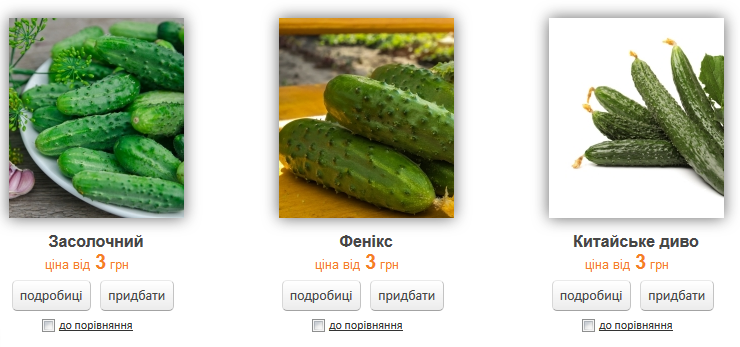 Засолочний
ціна від 3 грн
подробиці придбати
до порівняння
Фенікс
ціна від 3 грн
подробиці придбати
до порівняння
Китайське диво
ціна від 3 грн
подробиці придбати
до порівняння